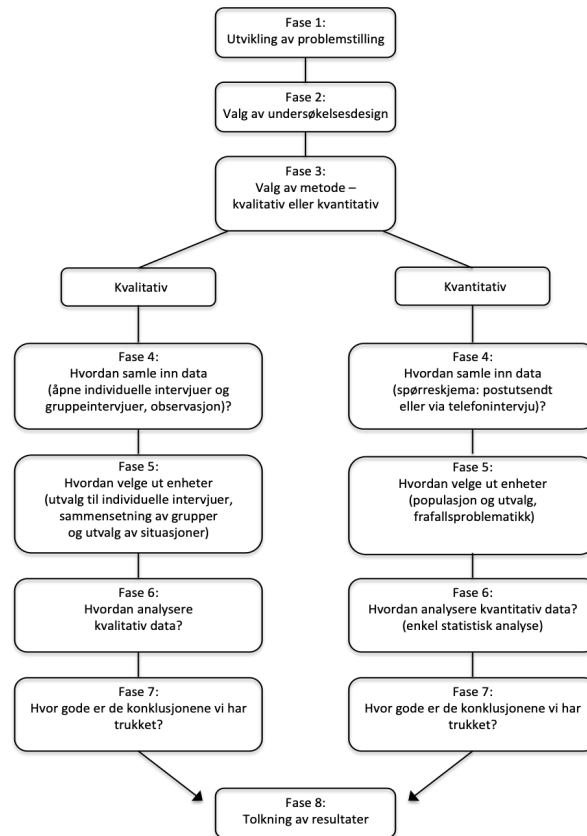 Fase 1:
Utvikling av problemstilling
Fase 2:
Valg av undersøkelsesdesign
Fase 3:
Valg av metode –
kvalitativ eller kvantitativ
Kvalitativ
Kvantitativ
Fase 4:
Hvordan samle inn data
(åpne individuelle intervjuer og
gruppeintervjuer, observasjon)?
Fase 4:
Hvordan samle inn data
(spørreskjema: postutsendt
eller via telefonintervju)?
Fase 5:
Hvordan velge ut enheter
(utvalg til individuelle intervjuer,
sammensetning av grupper
og utvalg av situasjoner)
Fase 5:
Hvordan velge ut enheter
(populasjon og utvalg,
frafallsproblematikk)
Fase 6:
Hvordan analysere
kvalitativ data?
Fase 6:
Hvordan analysere kvantitativ data?
(enkel statistisk analyse)
Fase 7:
Hvor gode er de konklusjonene vi har
trukket?
Fase 7:
Hvor gode er de konklusjonene vi har
trukket?
Fase 8:
Tolkning av resultater